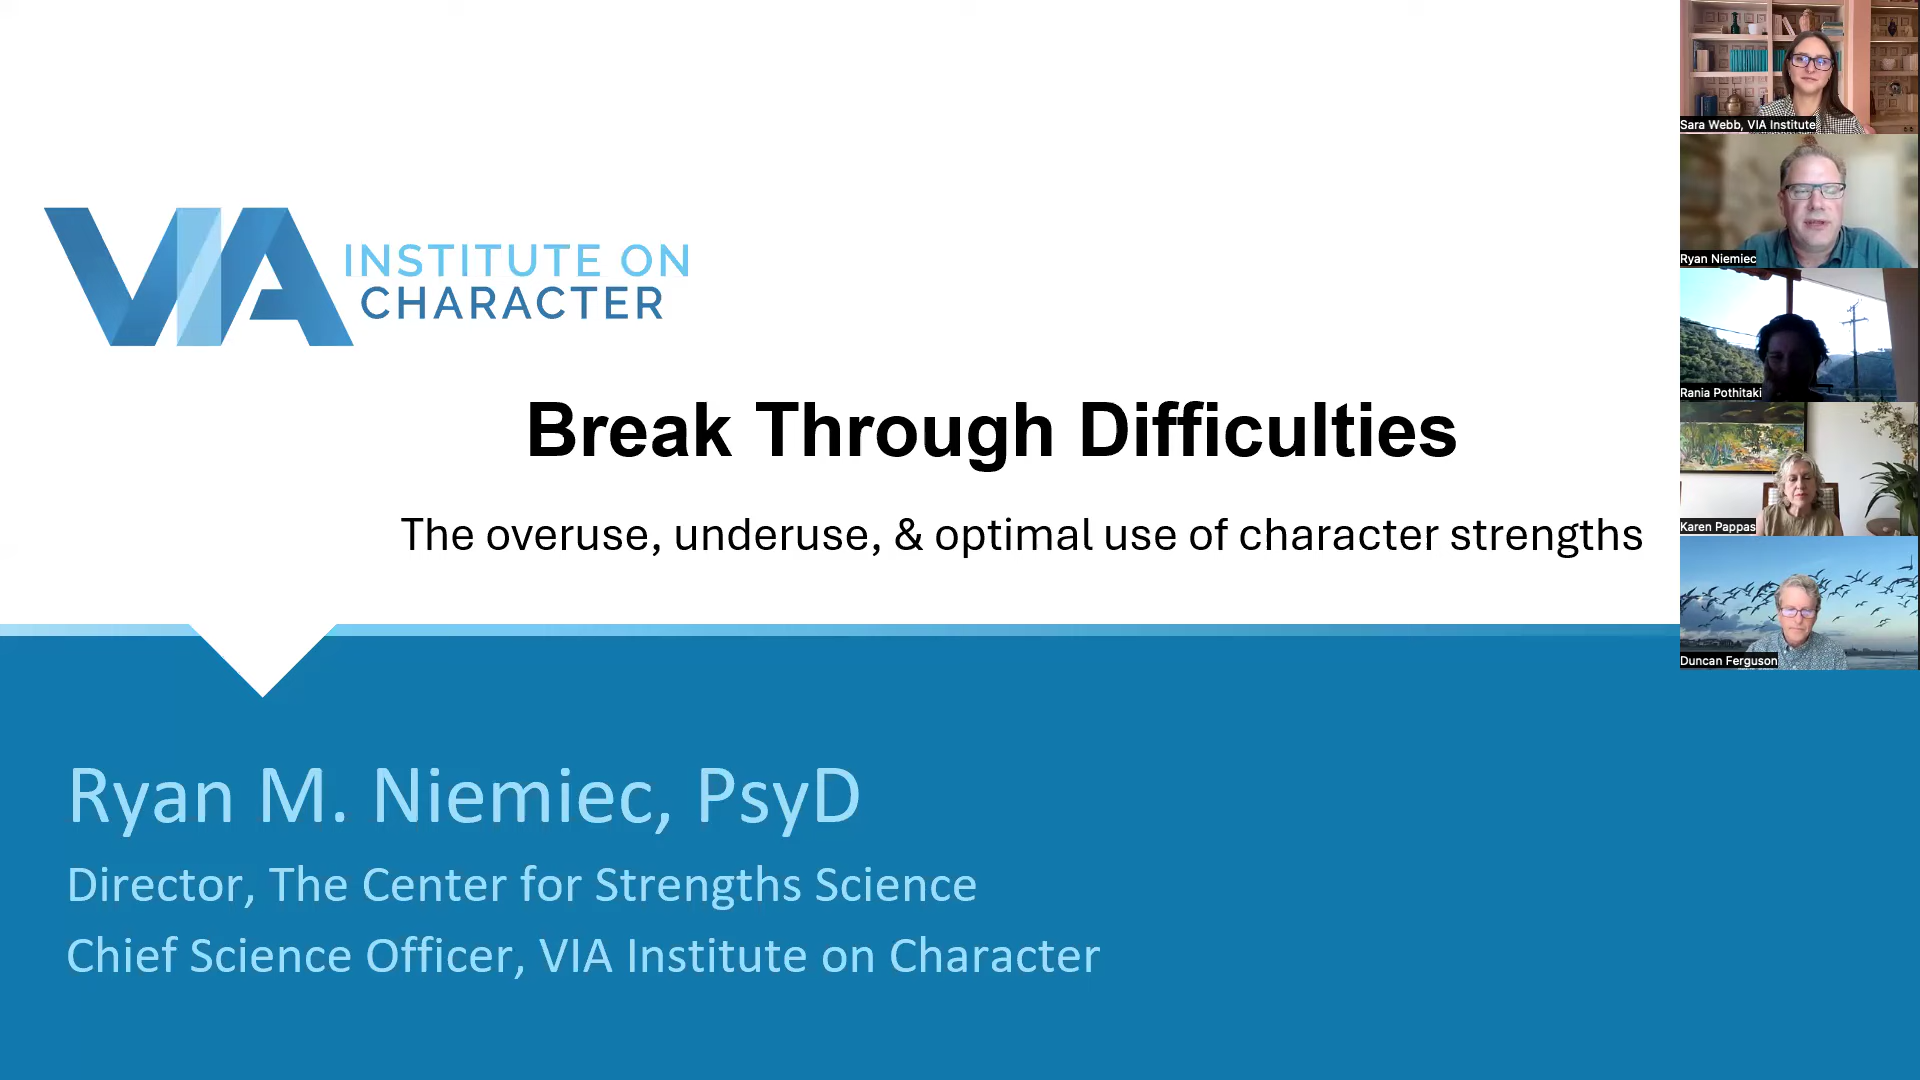 VIA INSTITUTE ON
CHARACTER
Break Through Difficulties
The overuse, underuse, & optimal use of character strengths
Ryan M. Niemiec, PsyD
Director, The Center for Strengths Science
Chief Science Officer, VIA Institute on Character
Sara Webb, VIA Institute
Ryan Niemiec
Rania Pothitaki
Karen Pappas
Duncan Ferguson